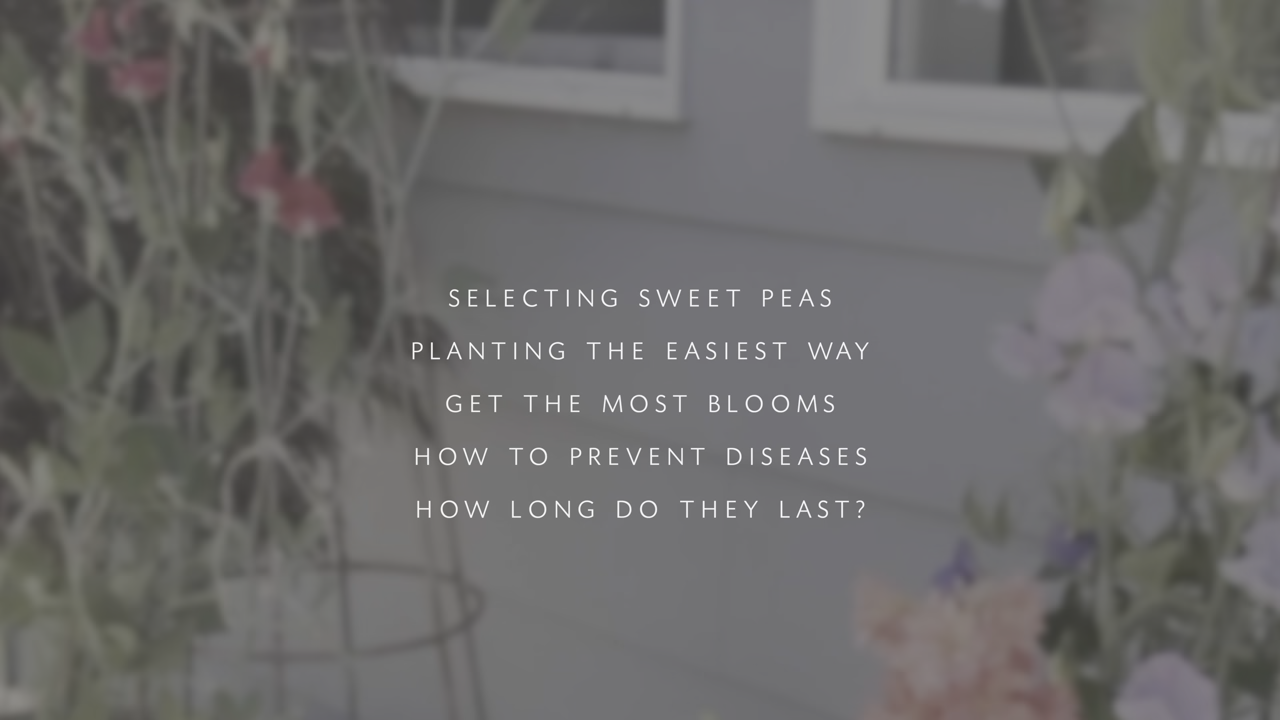 SELECTING SWEET PEAS
PLANTING THE EASIEST WAY
GET THE MOST BLOOMS
HOW TO PREVENT DISEASES
HOW LONG DO THEY LAST?